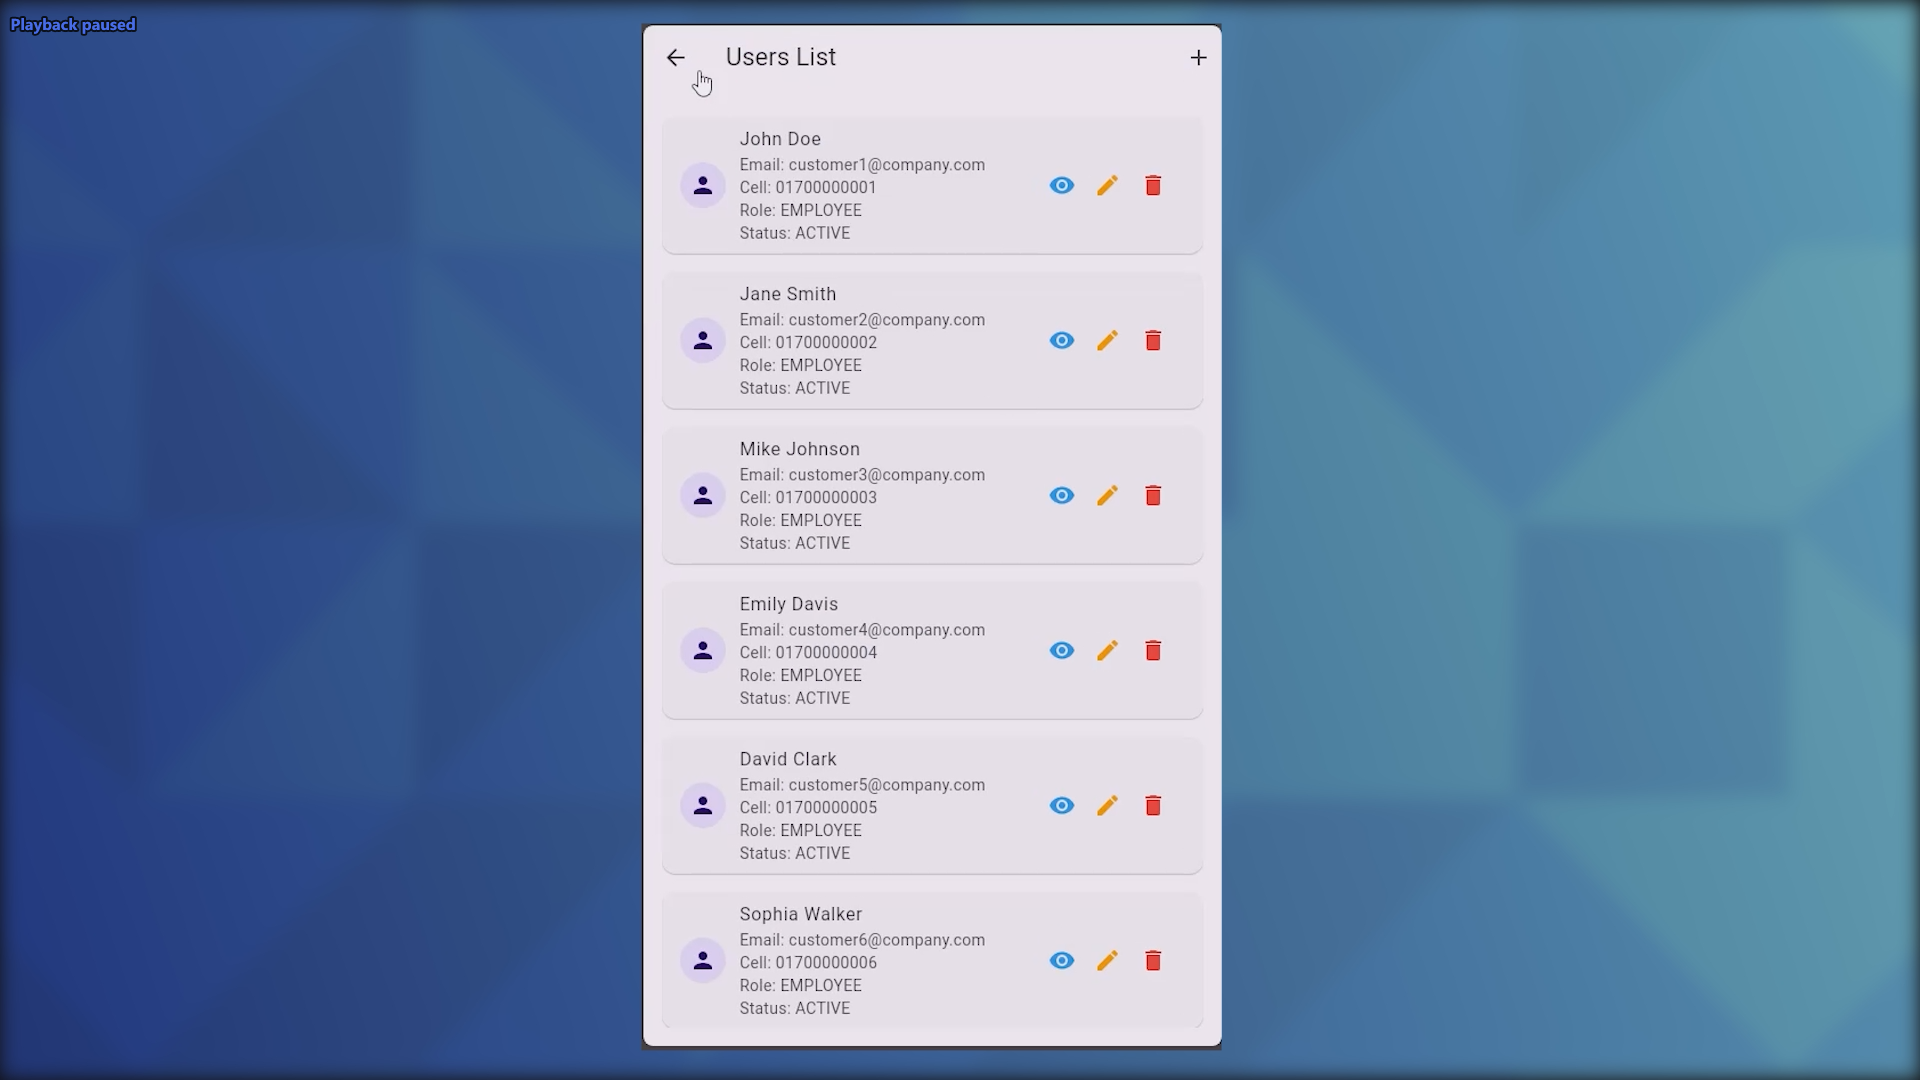 Playback paused
Users List
John Doe
Email: customer1@company.com
Cell: 01700000001
Role: EMPLOYEE
Status: ACTIVE
Jane Smith
Email: customer2@company.com
Cell: 01700000002
Role: EMPLOYEE
Status: ACTIVE
Mike Johnson
Email: customer3@company.com
Cell: 01700000003
Role: EMPLOYEE
Status: ACTIVE
Emily Davis
Email: customer4@company.com
Cell: 01700000004
Role: EMPLOYEE
Status: ACTIVE
David Clark
Email: customer5@company.com
Cell: 01700000005
Role: EMPLOYEE
Status: ACTIVE
Sophia Walker
Email: customer6@company.com
Cell: 01700000006
Role: EMPLOYEE
Status: ACTIVE